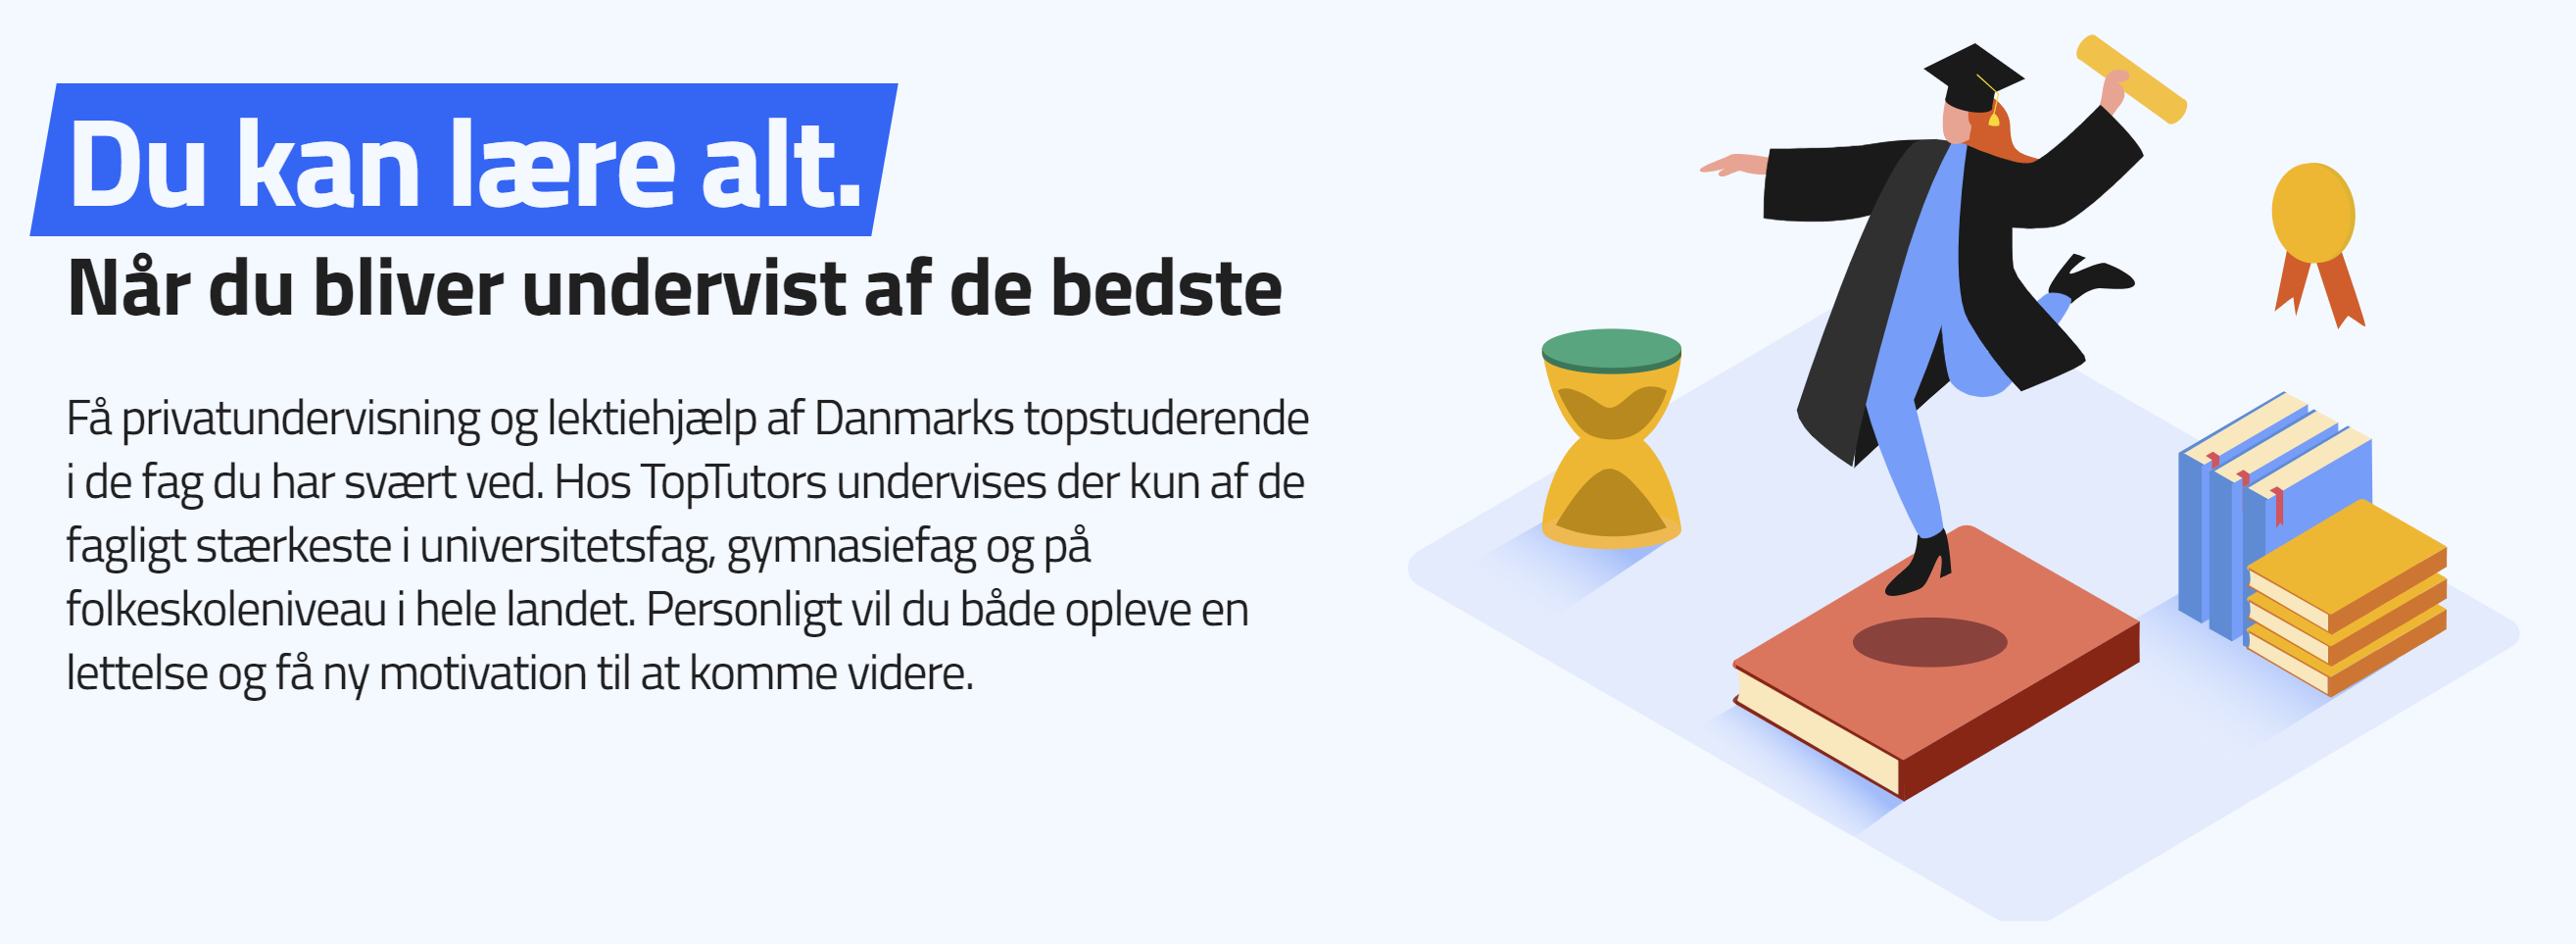 Du kan lære alt.
Når du bliver undervist af de bedste
Få privatundervisning og lektiehjælp af Danmarks topstuderende
i de fag du har svært ved. Hos TopTutors undervises der kun af de
fagligt stærkeste i universitetsfag, gymnasiefag og på
folkeskoleniveau i hele landet. Personligt vil du både opleve en
lettelse og få ny motivation til at komme videre.